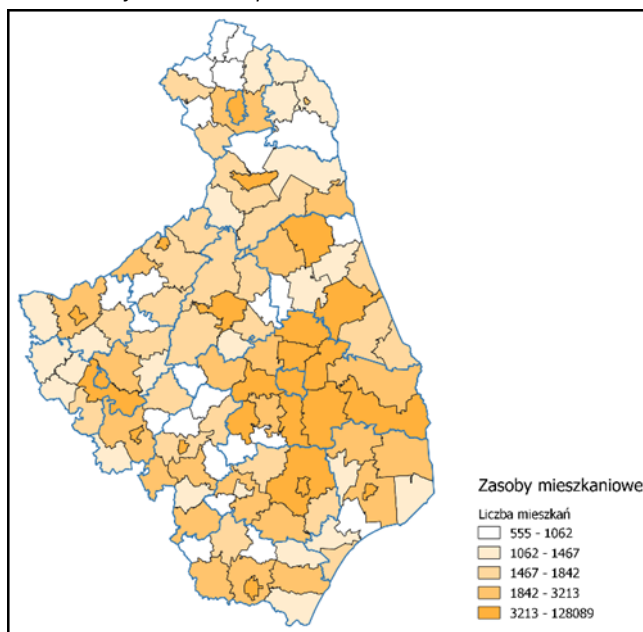 Zasoby mieszkaniowe
Liczba mieszkań
555 - 1062
1062 - 1467
1467 - 1842
1842 - 3213
3213 - 128089